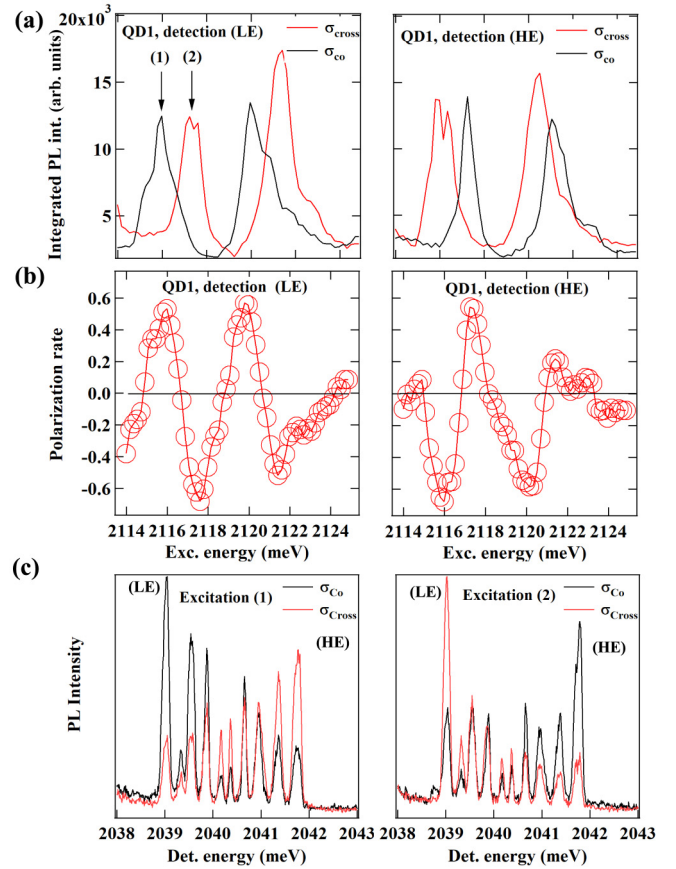 (a)
20x10³
15
10
5
Integrated PL int. (arb. units)
QD1, detection (LE)
σcross
σco
(1)
(2)
QD1, detection (HE)
σcross
σco
(b)
0.6
0.4
0.2
0.0
-0.2
-0.4
-0.6
Polarization rate
QD1, detection (LE)
2114 2116 2118 2120 2122 2124
Exc. energy (meV)
QD1, detection (HE)
2114 2116 2118 2120 2122 2124
Exc. energy (meV)
(c)
PL Intensity
(LE)
σCo
Excitation (1)
σCross
(HE)
2038 2039 2040 2041 2042 2043
Det. energy (meV)
(LE)
σCo
Excitation (2)
σCross
(HE)
2038 2039 2040 2041 2042 2043
Det. energy (meV)